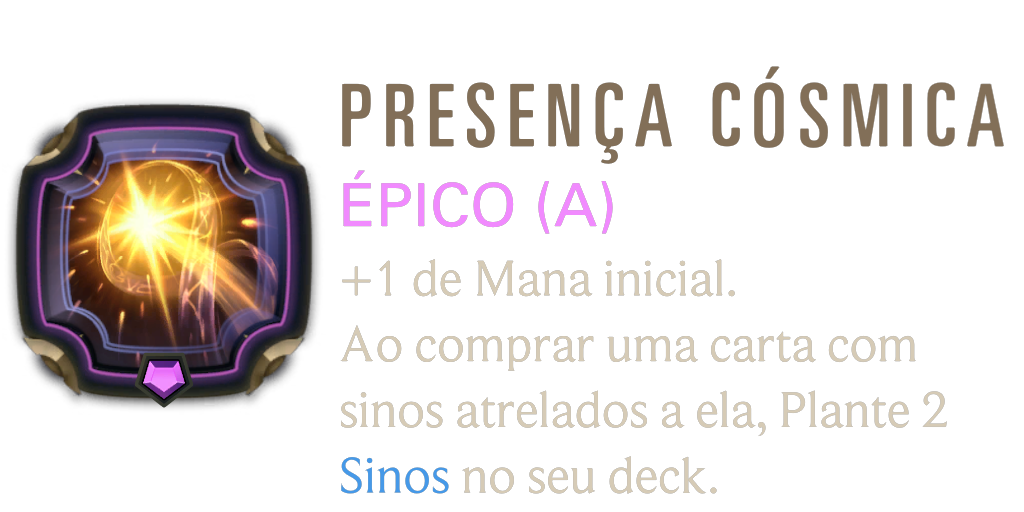 PRESENÇA CÓSMICA
ÉPICO (A)
+1 de Mana inicial.
Ao comprar uma carta com
sinos atrelados a ela, Plante 2
Sinos no seu deck.